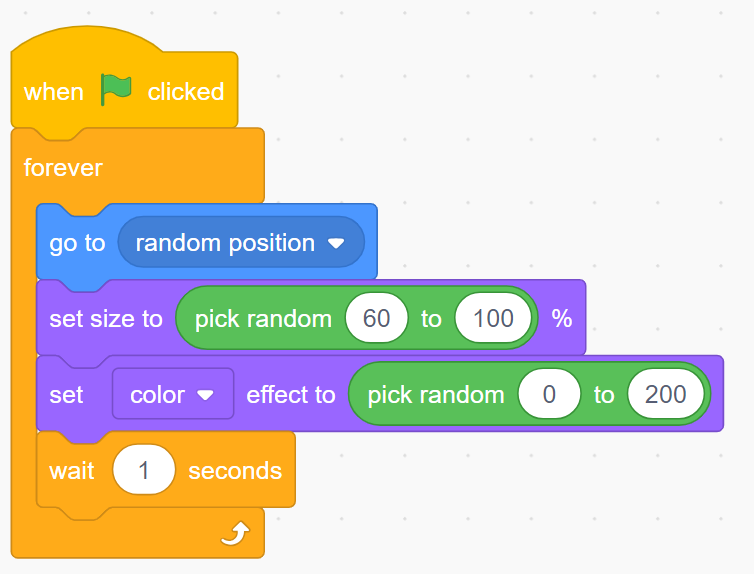 when clicked
forever
go to random position
set size to pick random 60 to 100 %
set color effect to pick random 0 to 200
wait 1 seconds